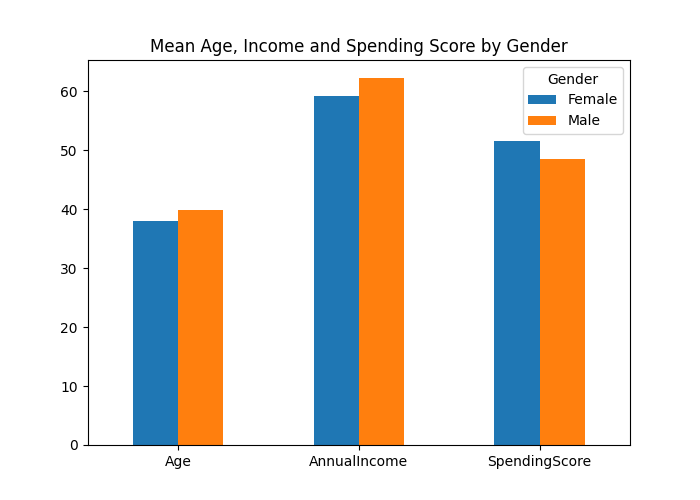 Mean Age, Income and Spending Score by Gender
Gender
Female
Male
60
50
40
30
20
10
0
Age
AnnualIncome
SpendingScore